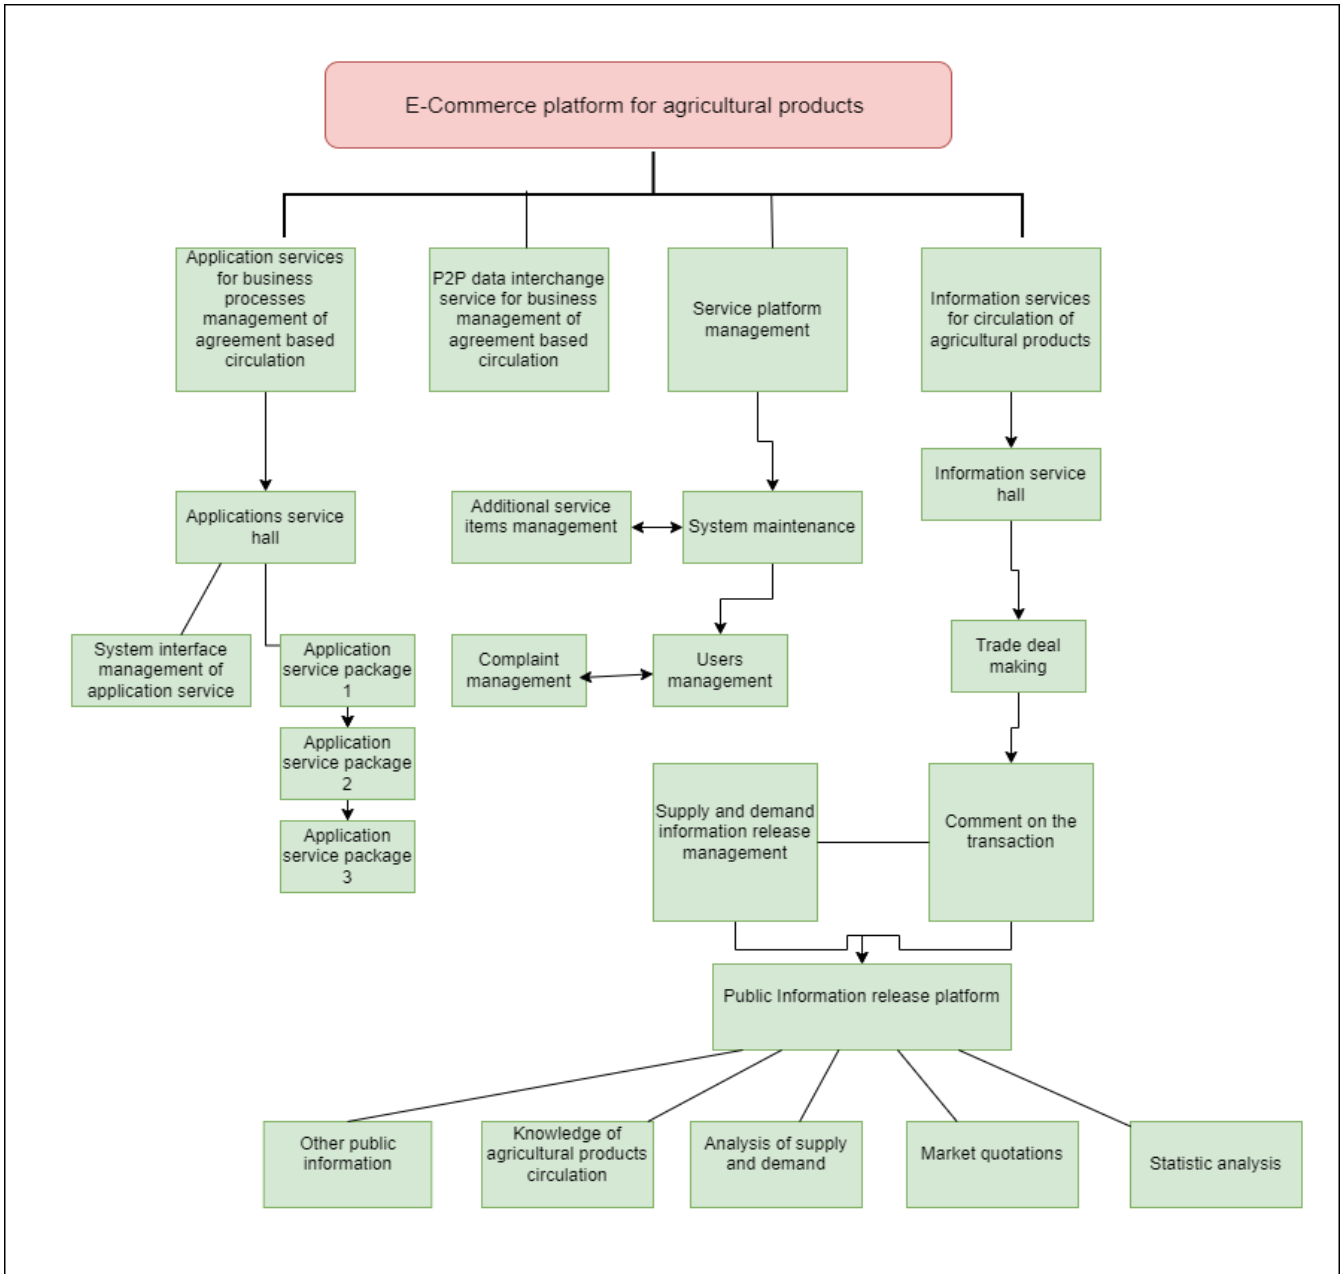 E-Commerce platform for agricultural products
Application services
for business
processes
management of
agreement based
circulation
P2P data interchange
service for business
management of
agreement based
circulation
Service platform
management
Information services
for circulation of
agricultural products
Applications service
hall
Additional service
items management
System maintenance
Information service
hall
System interface
management of
application service
Application
service package
1
Complaint
management
Users
management
Trade deal
making
Application
service package
2
Application
service package
3
Supply and demand
information release
management
Comment on the
transaction
Public Information release platform
Other public
information
Knowledge of
agricultural products
circulation
Analysis of supply
and demand
Market quotations
Statistic analysis